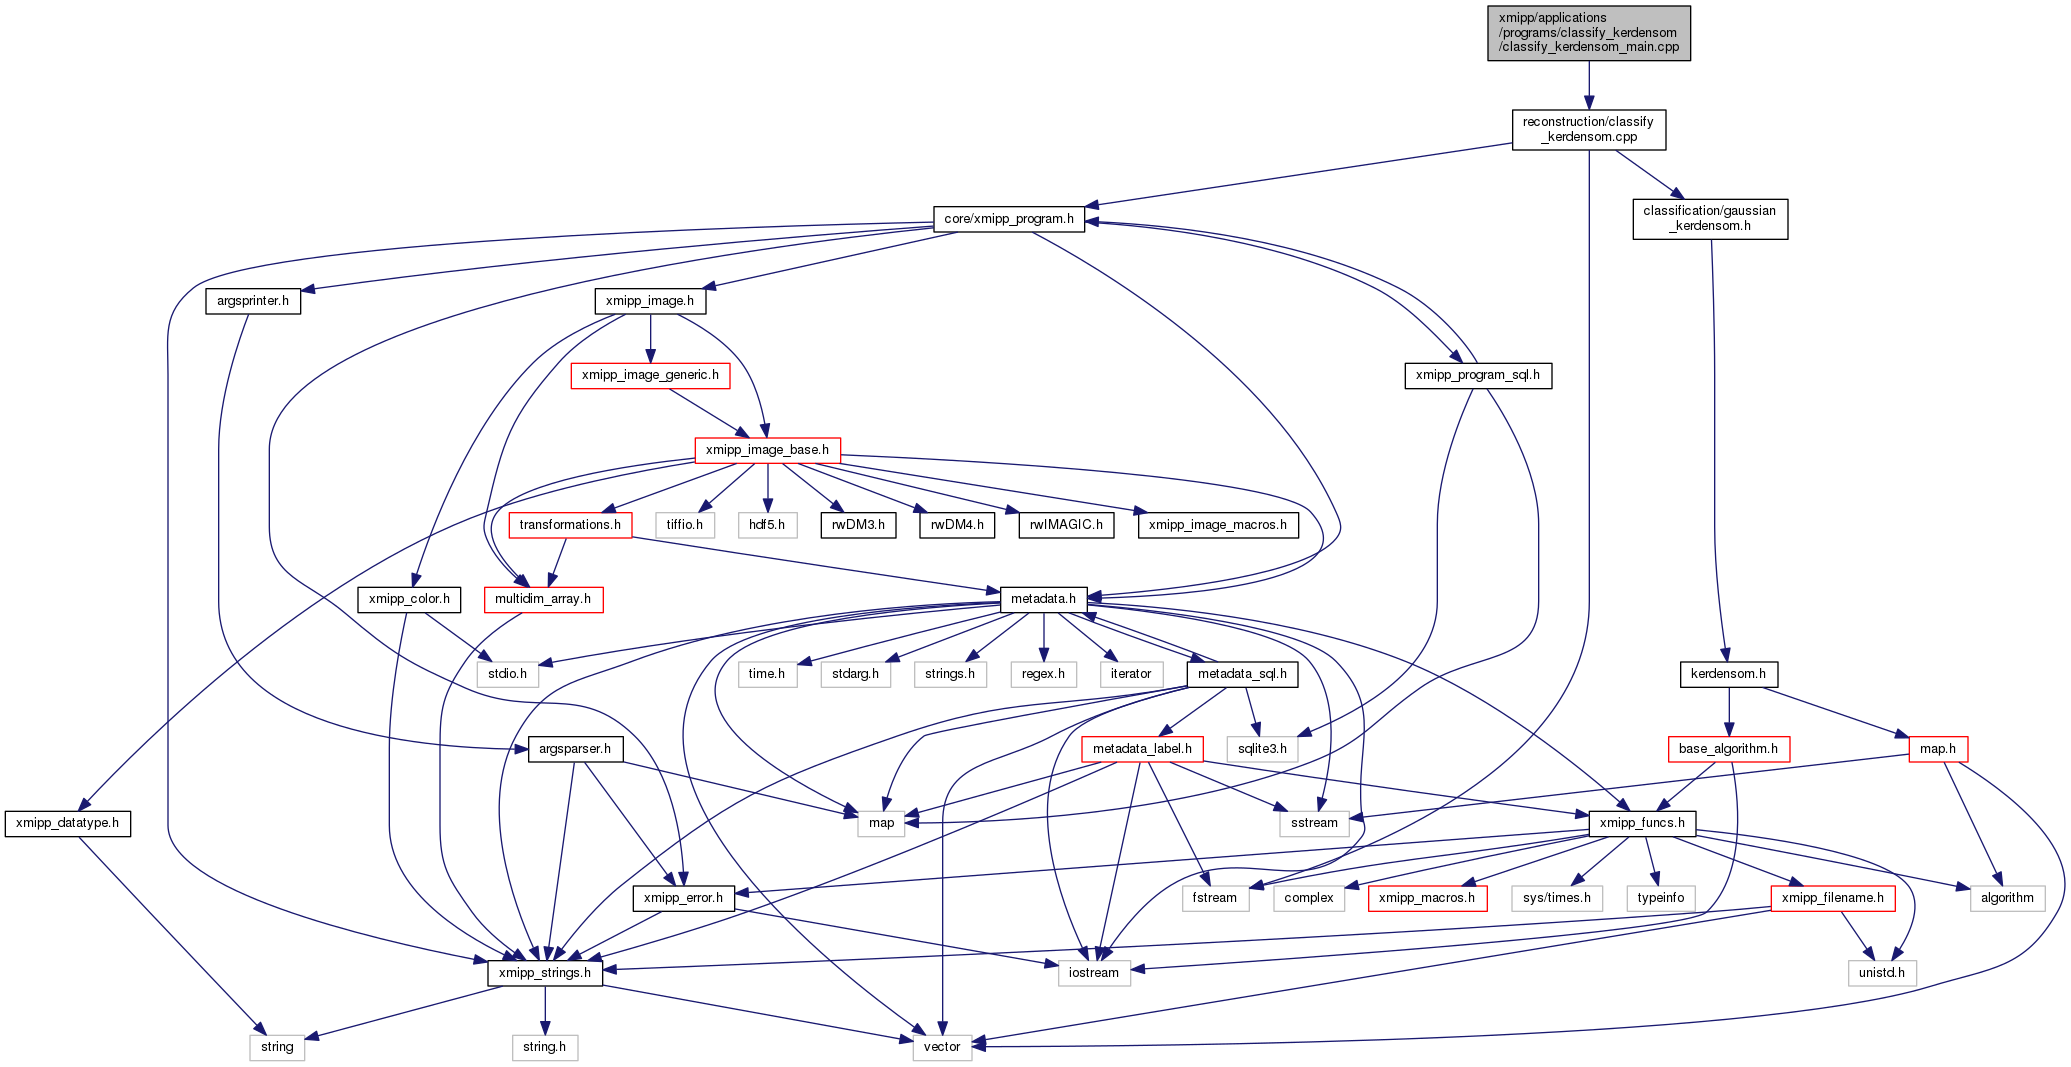 xmipp/applications
/programs/classify_kerdensom
/classify_kerdensom_main.cpp
reconstruction/classify
_kerdensom.cpp
core/xmipp_program.h
classification/gaussian
_kerdensom.h
argsprinter.h
xmipp_image.h
xmipp_image_generic.h
xmipp_program_sql.h
xmipp_image_base.h
transformations.h
tiffio.h
hdf5.h
rwDM3.h
rwDM4.h
rwIMAGIC.h
xmipp_image_macros.h
xmipp_color.h
multidim_array.h
metadata.h
stdio.h
time.h
stdarg.h
strings.h
regex.h
iterator
metadata_sql.h
kerdensom.h
argsparser.h
metadata_label.h
sqlite3.h
base_algorithm.h
map.h
xmipp_datatype.h
map
sstream
xmipp_funcs.h
xmipp_error.h
fstream
complex
xmipp_macros.h
sys/times.h
typeinfo
xmipp_filename.h
algorithm
xmipp_strings.h
iostream
unistd.h
string
string.h
vector